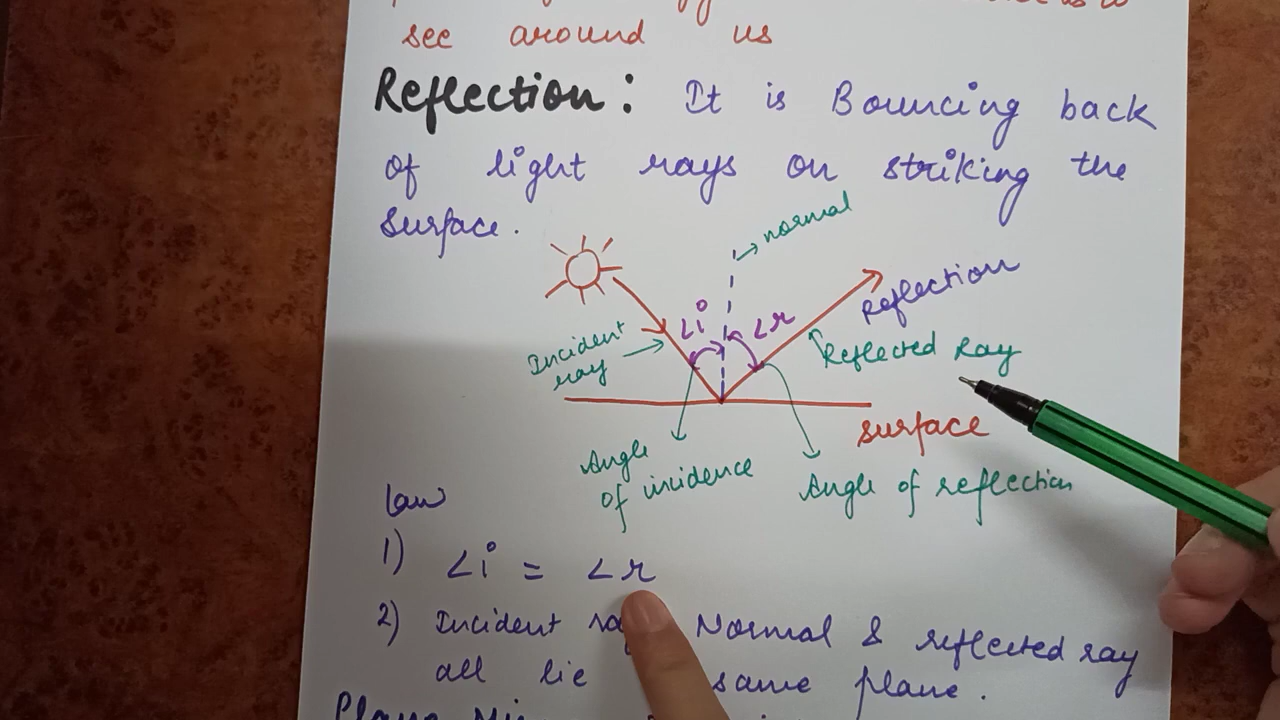 see around us
Reflection: It is Bouncing back
of light rays on striking the
surface.
normal
Reflection
∠i ∠r
Incident
ray
Reflected Ray
surface
Angle
of incidence
Angle of reflection
law
1) ∠i = ∠r
2) Incident Normal & reflected ray
all lie same plane.